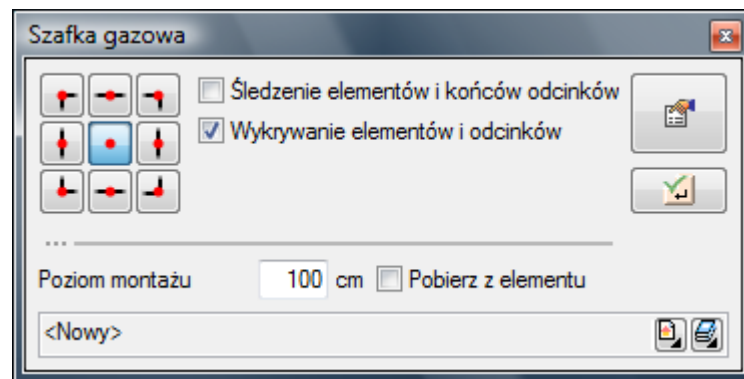 Szafka gazowa
Śledzenie elementów i końców odcinków
Wykrywanie elementów i odcinków
...
Poziom montażu 100 cm Pobierz z elementu
<Nowy>